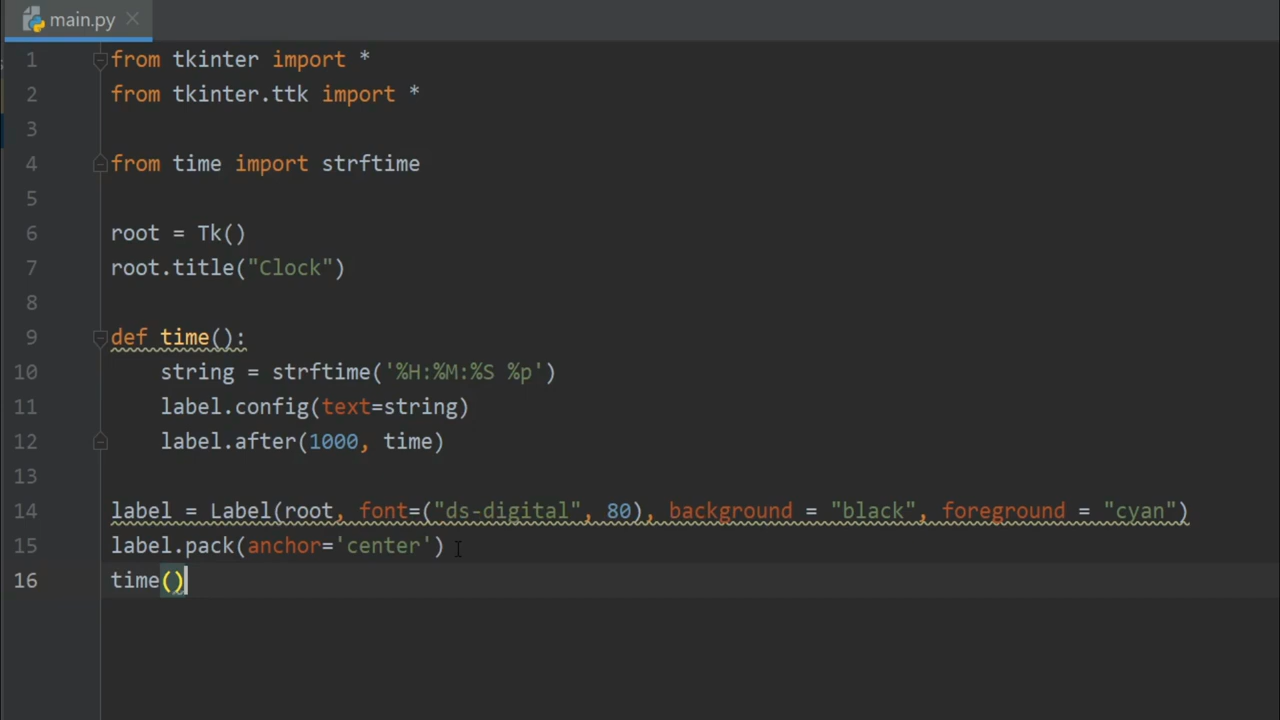 main.py
1 from tkinter import *
2 from tkinter.ttk import *
3
4 from time import strftime
5
6 root = Tk()
7 root.title("Clock")
8
9 def time():
10     string = strftime('%H:%M:%S %p')
11     label.config(text=string)
12     label.after(1000, time)
13
14 label = Label(root, font=("ds-digital", 80), background = "black", foreground = "cyan")
15 label.pack(anchor='center')
16 time()